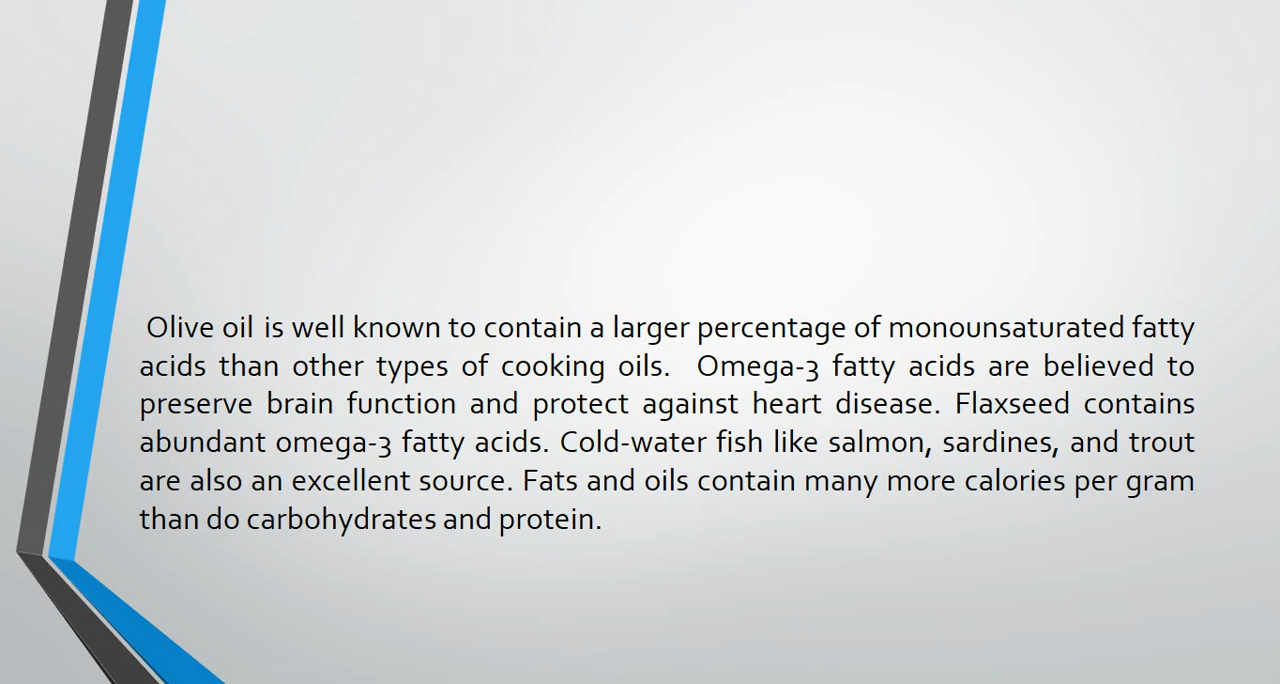 Olive oil is well known to contain a larger percentage of monounsaturated fatty
acids than other types of cooking oils. Omega-3 fatty acids are believed to
preserve brain function and protect against heart disease. Flaxseed contains
abundant omega-3 fatty acids. Cold-water fish like salmon, sardines, and trout
are also an excellent source. Fats and oils contain many more calories per gram
than do carbohydrates and protein.